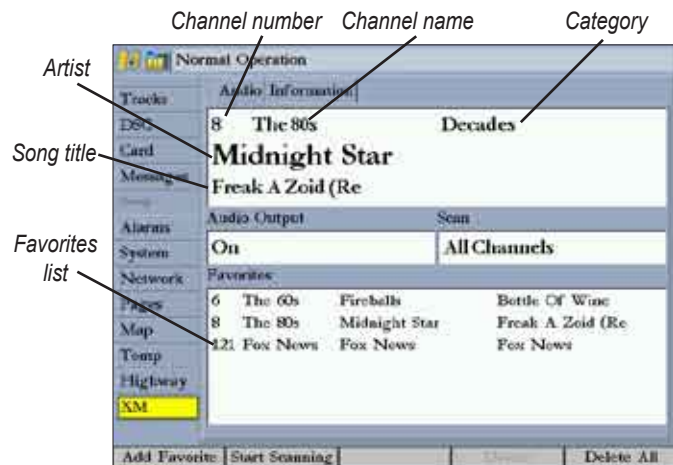 Channel number Channel name Category
Artist
Song title
Favorites list
Normal Operation
Audio Information
Tracks
DSC
Card
Messages
Alarms
System
Network
Pages
Map
Temp
Highway
XM
8 The 80s Decades
Midnight Star
Freak A Zoid (Re
Audio Output Scan
On All Channels
Favorites
6 The 60s Fireballs Bottle Of Wine
8 The 80s Midnight Star Freak A Zoid (Re
121 Fox News Fox News Fox News
Add Favorite Start Scanning Delete All